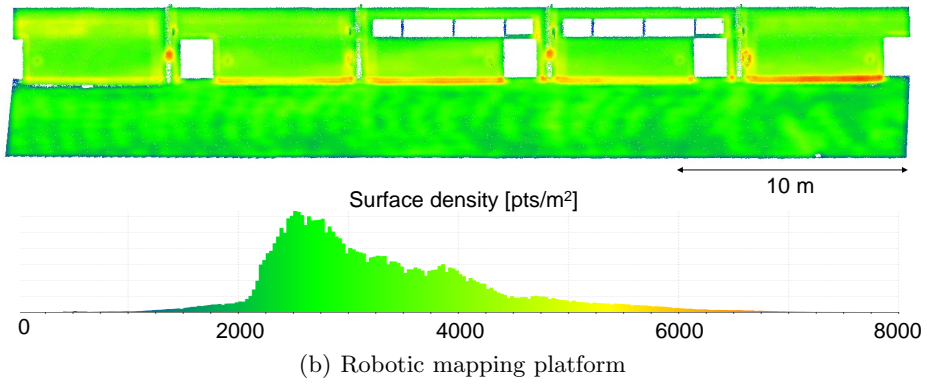 10 m
Surface density [pts/m²]
0 2000 4000 6000 8000
(b) Robotic mapping platform